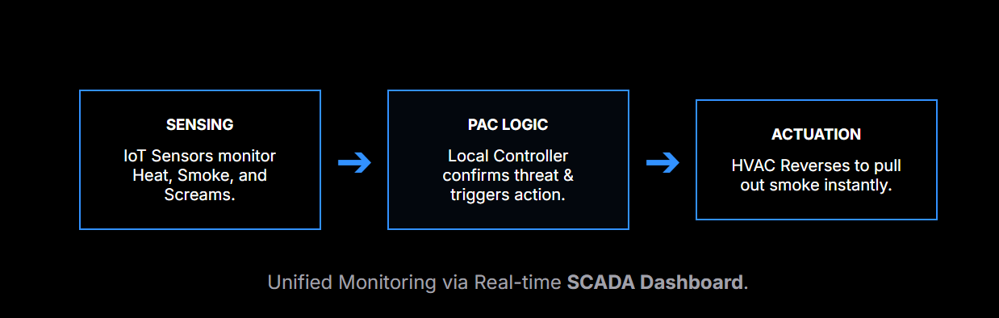 SENSING
IoT Sensors monitor
Heat, Smoke, and
Screams.
PAC LOGIC
Local Controller
confirms threat &
triggers action.
ACTUATION
HVAC Reverses to pull
out smoke instantly.
Unified Monitoring via Real-time SCADA Dashboard.